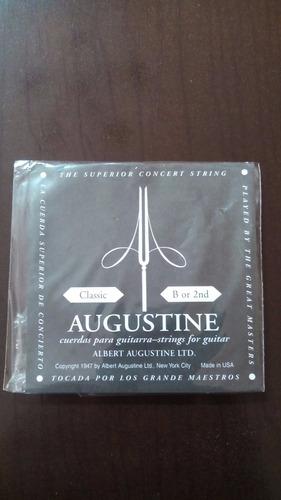 THE SUPERIOR CONCERT STRING
LA CUERDA SUPERIOR DE CONCIERTO
PLAYED BY THE GREAT MASTERS
Classic
B or 2nd
AUGUSTINE
cuerdas para guitarra-strings for guitar
ALBERT AUGUSTINE LTD.
Copyright 1947 by Albert Augustine Ltd., New York City
Made in USA
TOCADA POR LOS GRANDE MAESTROS